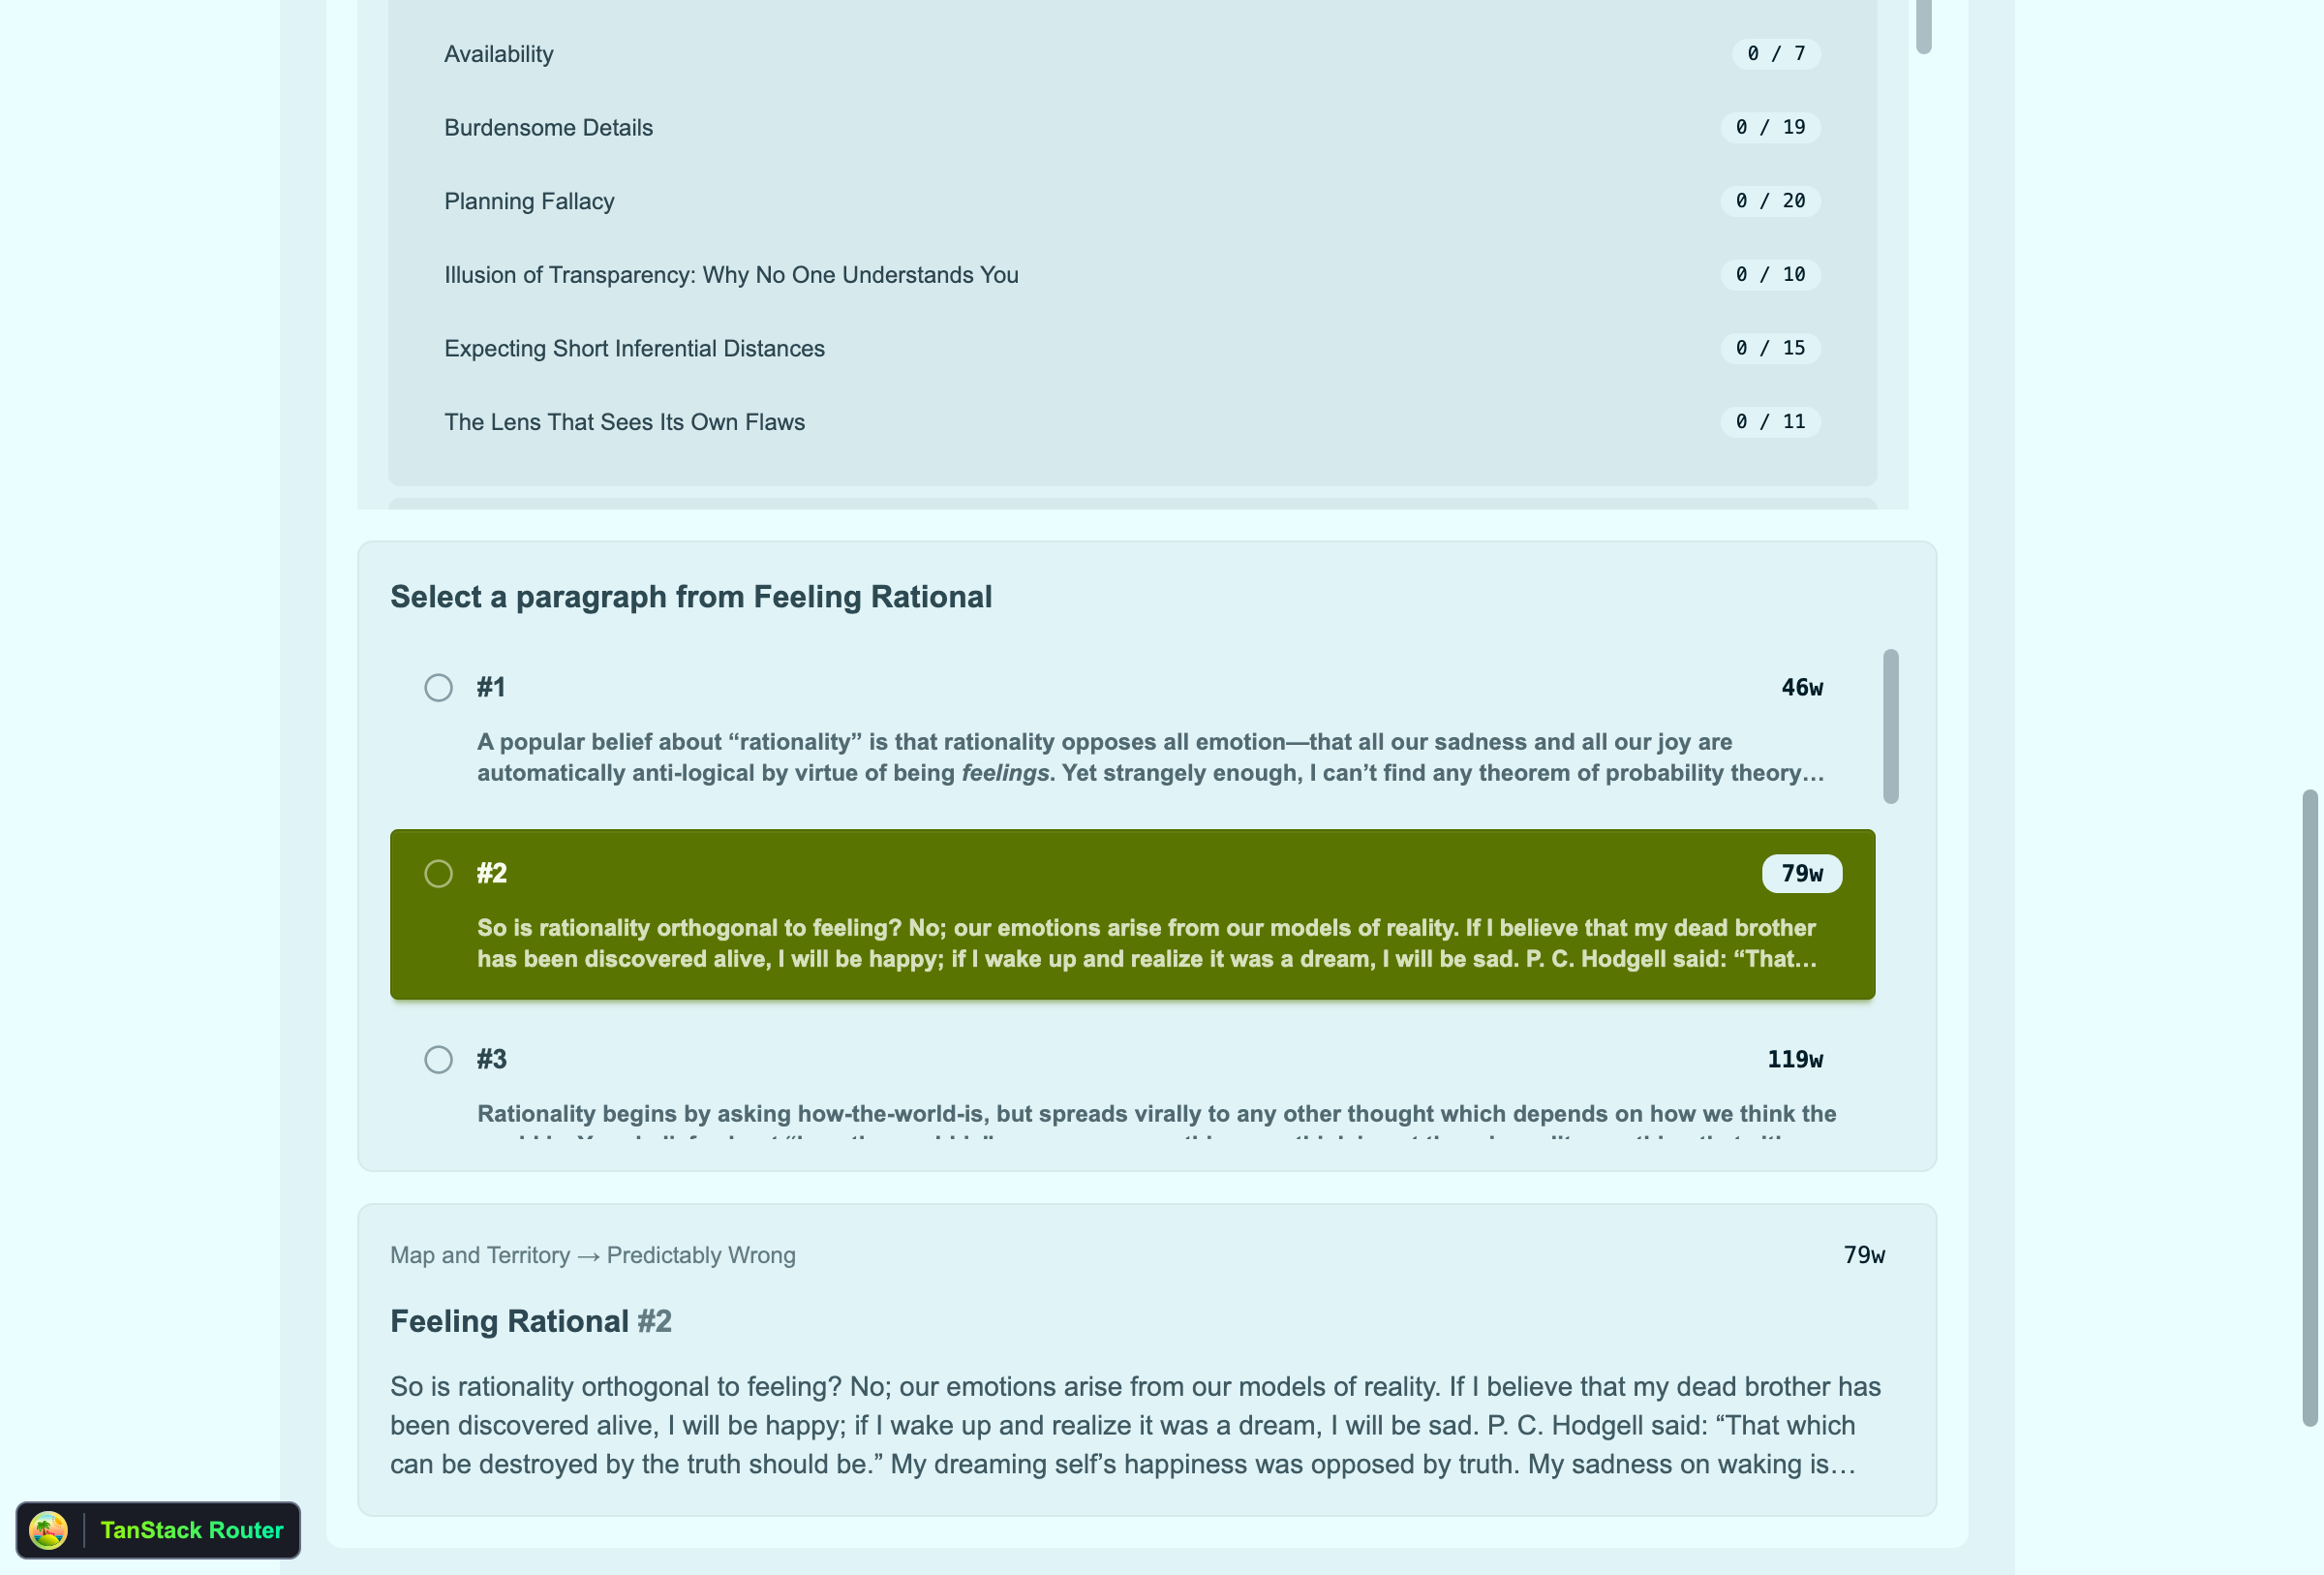 Availability 0 / 7
Burdensome Details 0 / 19
Planning Fallacy 0 / 20
Illusion of Transparency: Why No One Understands You 0 / 10
Expecting Short Inferential Distances 0 / 15
The Lens That Sees Its Own Flaws 0 / 11
Select a paragraph from Feeling Rational
#1 46w
A popular belief about “rationality” is that rationality opposes all emotion—that all our sadness and all our joy are
automatically anti-logical by virtue of being feelings. Yet strangely enough, I can’t find any theorem of probability theory…
#2 79w
So is rationality orthogonal to feeling? No; our emotions arise from our models of reality. If I believe that my dead brother
has been discovered alive, I will be happy; if I wake up and realize it was a dream, I will be sad. P. C. Hodgell said: “That…
#3 119w
Rationality begins by asking how-the-world-is, but spreads virally to any other thought which depends on how we think the
Map and Territory → Predictably Wrong 79w
Feeling Rational #2
So is rationality orthogonal to feeling? No; our emotions arise from our models of reality. If I believe that my dead brother has
been discovered alive, I will be happy; if I wake up and realize it was a dream, I will be sad. P. C. Hodgell said: “That which
can be destroyed by the truth should be.” My dreaming self’s happiness was opposed by truth. My sadness on waking is…
TanStack Router